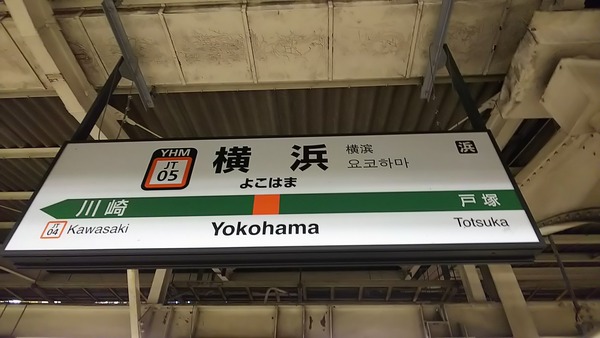 YHM
JT
05
横浜
横滨
요코하마
浜
よこはま
川崎
戸塚
JT
04
Kawasaki
Yokohama
Totsuka